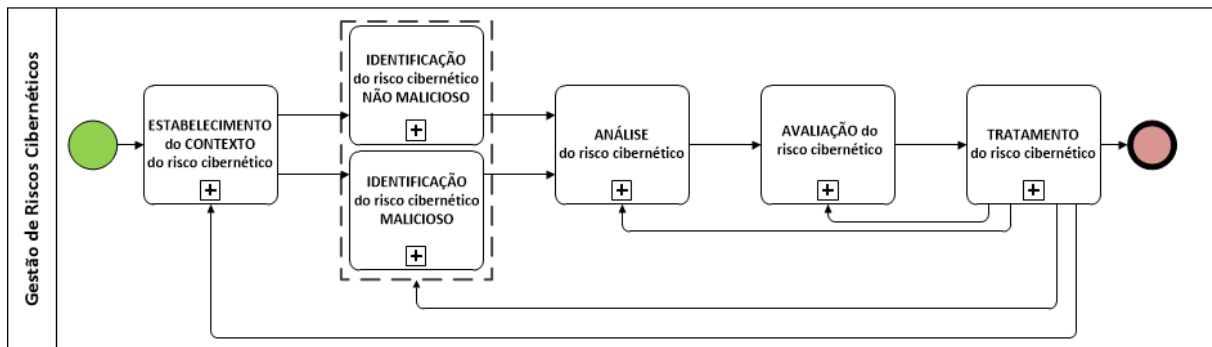 Gestão de Riscos Cibernéticos
ESTABELECIMENTO
do CONTEXTO
do risco cibernético
IDENTIFICAÇÃO
do risco cibernético
NÃO MALICIOSO
IDENTIFICAÇÃO
do risco cibernético
MALICIOSO
ANÁLISE
do risco cibernético
AVALIAÇÃO do
risco cibernético
TRATAMENTO
do risco cibernético